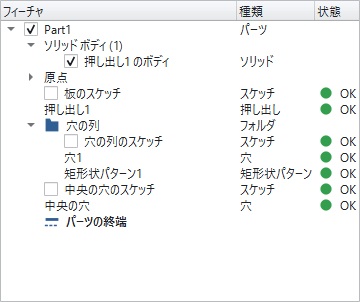 フィーチャ 種類 状態
Part1 パーツ
ソリッド ボディ (1)
押し出し1 のボディ ソリッド
原点
板のスケッチ スケッチ OK
押し出し1 押し出し OK
穴の列 フォルダ
穴の列のスケッチ スケッチ OK
穴1 穴 OK
矩形状パターン1 矩形状パターン OK
中央の穴のスケッチ スケッチ OK
中央の穴 穴 OK
パーツの終端